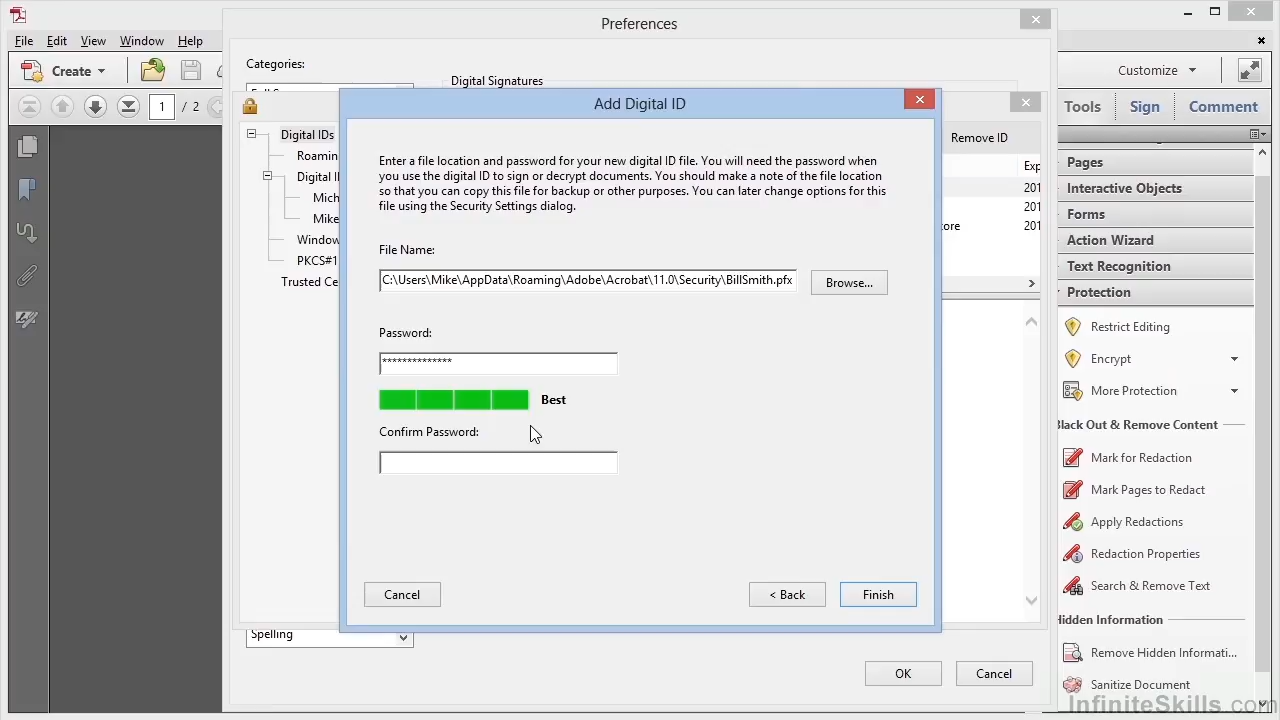 Preferences
File Edit View Window Help
Categories:
Create
Customize
Digital Signatures
1 / 2
Tools Sign Comment
Add Digital ID
Digital IDs
Remove ID
Roamin
Digital I
Mich
Mike
Window
PKCS#1
Trusted Ce
Exp
201
201
ore 201
Enter a file location and password for your new digital ID file. You will need the password when
you use the digital ID to sign or decrypt documents. You should make a note of the file location
so that you can copy this file for backup or other purposes. You can later change options for this
file using the Security Settings dialog.
File Name:
C:\Users\Mike\AppData\Roaming\Adobe\Acrobat\11.0\Security\BillSmith.pfx
Browse...
Password:
**************
Best
Confirm Password:
Cancel
< Back
Finish
Spelling
OK
Cancel
Pages
Interactive Objects
Forms
Action Wizard
Text Recognition
Protection
Restrict Editing
Encrypt
More Protection
Black Out & Remove Content
Mark for Redaction
Mark Pages to Redact
Apply Redactions
Redaction Properties
Search & Remove Text
Hidden Information
Remove Hidden Informati...
Sanitize Document
InfiniteSkills.com